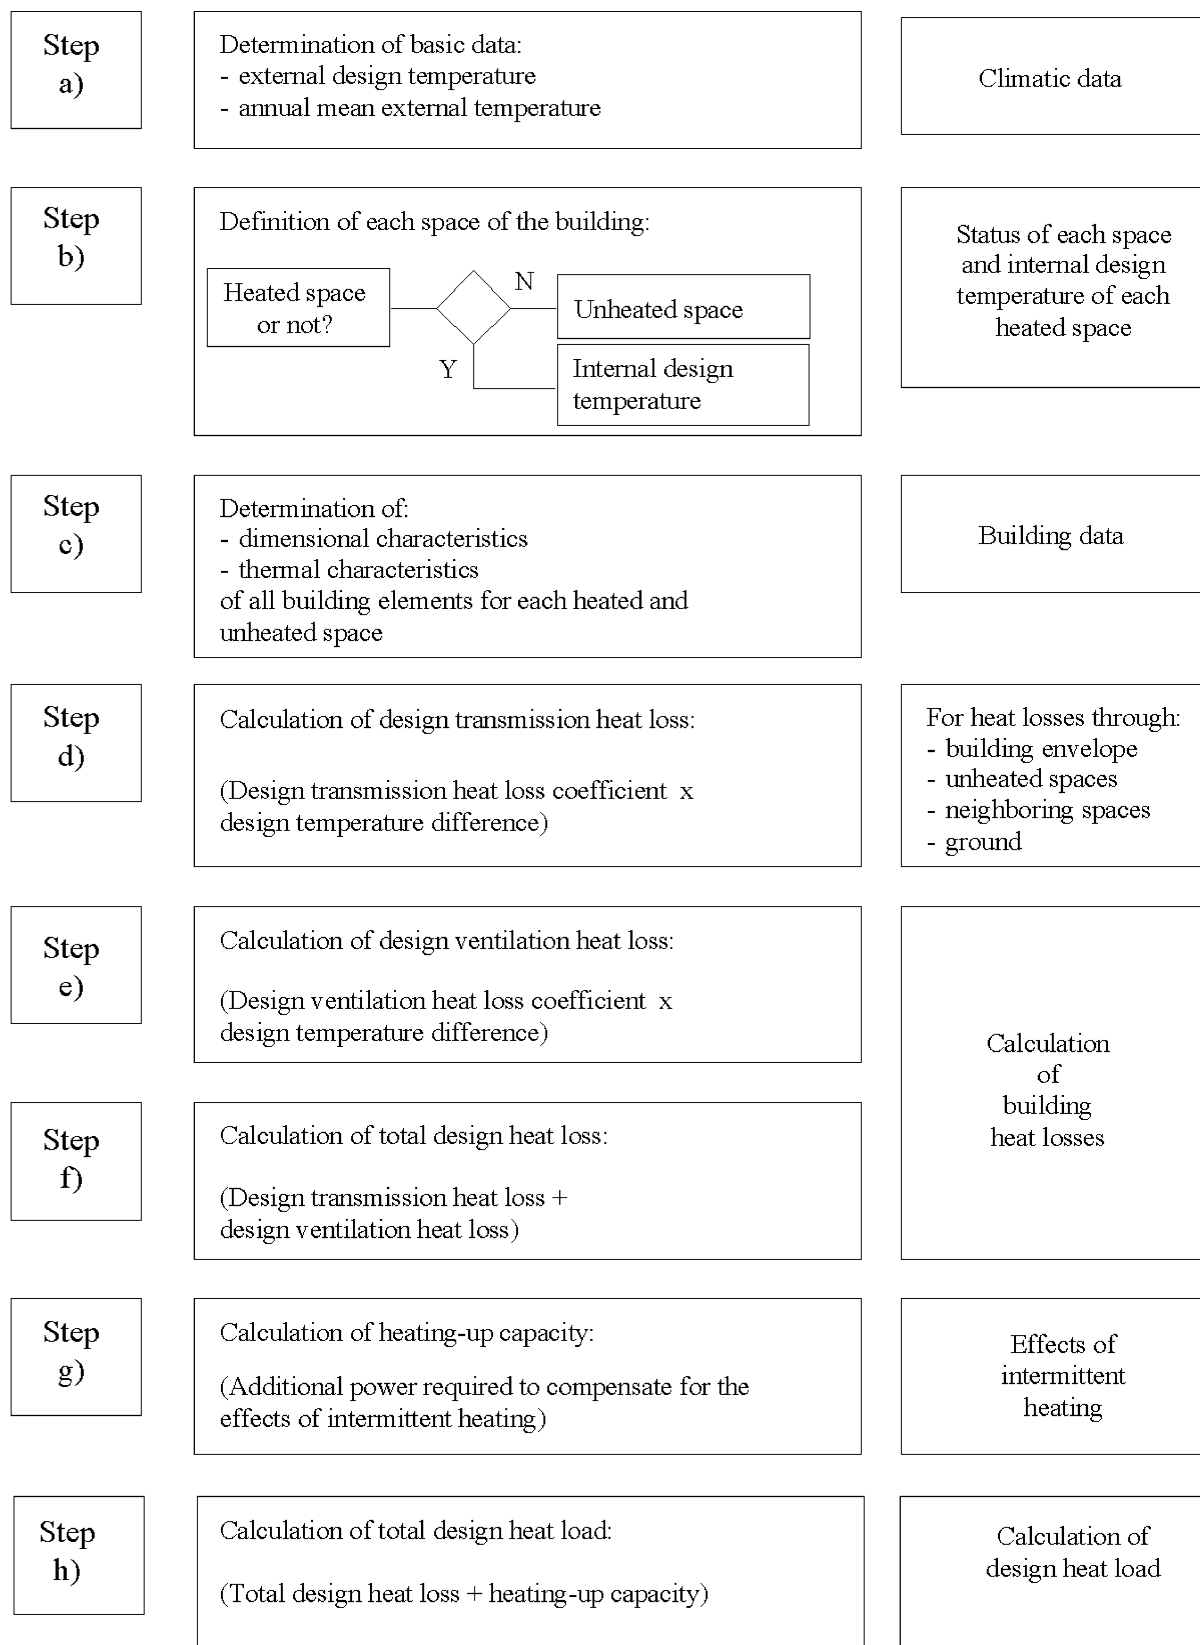 Step
a)
Determination of basic data:
- external design temperature
- annual mean external temperature
Climatic data
Step
b)
Definition of each space of the building:
Heated space
or not?
N
Y
Unheated space
Internal design
temperature
Status of each space
and internal design
temperature of each
heated space
Step
c)
Determination of:
- dimensional characteristics
- thermal characteristics
of all building elements for each heated and
unheated space
Building data
Step
d)
Calculation of design transmission heat loss:
(Design transmission heat loss coefficient x
design temperature difference)
For heat losses through:
- building envelope
- unheated spaces
- neighboring spaces
- ground
Step
e)
Calculation of design ventilation heat loss:
(Design ventilation heat loss coefficient x
design temperature difference)
Step
f)
Calculation of total design heat loss:
(Design transmission heat loss +
design ventilation heat loss)
Calculation
of
building
heat losses
Step
g)
Calculation of heating-up capacity:
(Additional power required to compensate for the
effects of intermittent heating)
Effects of
intermittent
heating
Step
h)
Calculation of total design heat load:
(Total design heat loss + heating-up capacity)
Calculation of
design heat load